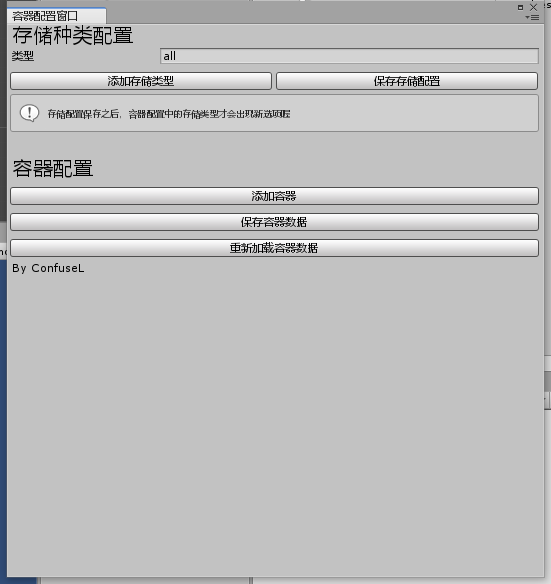 容器配置窗口
存储种类配置
类型 all
添加存储类型 保存存储配置
存储配置保存之后，容器配置中的存储类型才会出现新选项喔
容器配置
添加容器
保存容器数据
重新加载容器数据
By ConfuseL